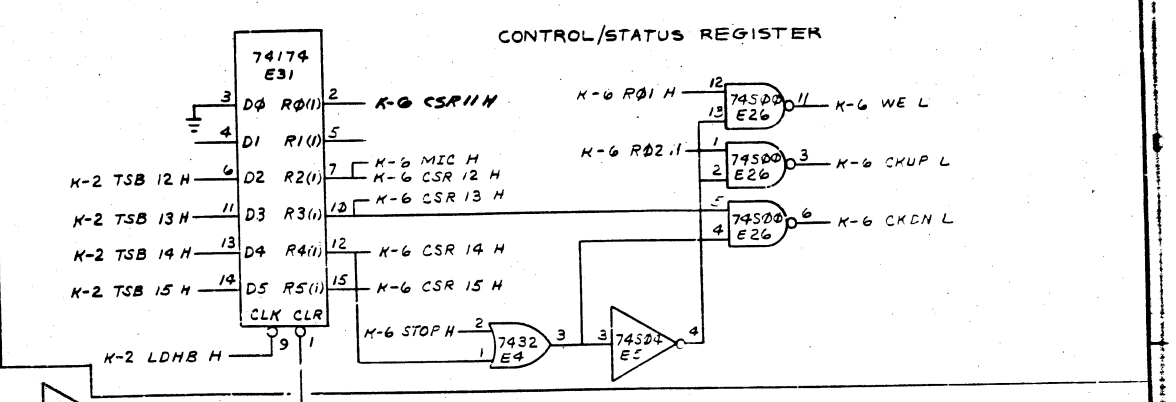 CONTROL/STATUS REGISTER
74174
E31
3 DØ RØ(1) 2 K-6 CSR11 H
4 D1 R1(1) 5
6 D2 R2(1) 7
K-2 TSB 12 H
K-6 MIC H
K-6 CSR 12 H
K-6 CSR 13 H
K-2 TSB 13 H 11 D3 R3(1) 10
K-2 TSB 14 H 13 D4 R4(1) 12 K-6 CSR 14 H
K-2 TSB 15 H 14 D5 R5(1) 15 K-6 CSR 15 H
CLK CLR
9 1
K-2 LDHB H
K-6 STOP H 2
1
7432
E4
3
3 74S04 4
E5
K-6 RØ1 H 12
13
74SØØ
E26
11 K-6 WE L
K-6 RØ2 H 1
2
74SØØ
E26
3 K-6 CKUP L
5
4
74SØØ
E26
6 K-6 CKDN L